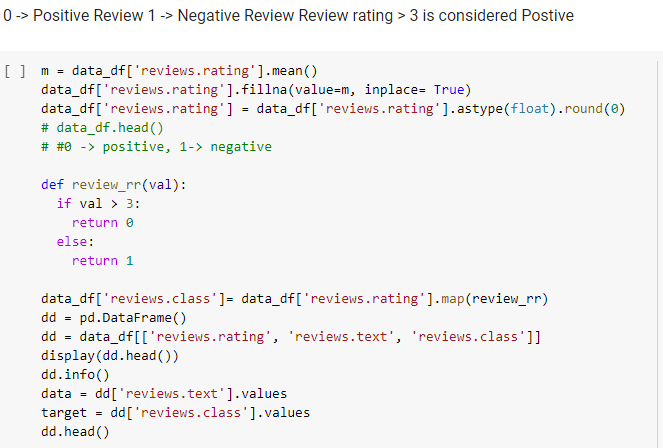 0 -> Positive Review 1 -> Negative Review Review rating > 3 is considered Postive
[ ] m = data_df['reviews.rating'].mean()
data_df['reviews.rating'].fillna(value=m, inplace= True)
data_df['reviews.rating'] = data_df['reviews.rating'].astype(float).round(0)
# data_df.head()
# #0 -> positive, 1-> negative
def review_rr(val):
  if val > 3:
    return 0
  else:
    return 1
data_df['reviews.class']= data_df['reviews.rating'].map(review_rr)
dd = pd.DataFrame()
dd = data_df[['reviews.rating', 'reviews.text', 'reviews.class']]
display(dd.head())
dd.info()
data = dd['reviews.text'].values
target = dd['reviews.class'].values
dd.head()